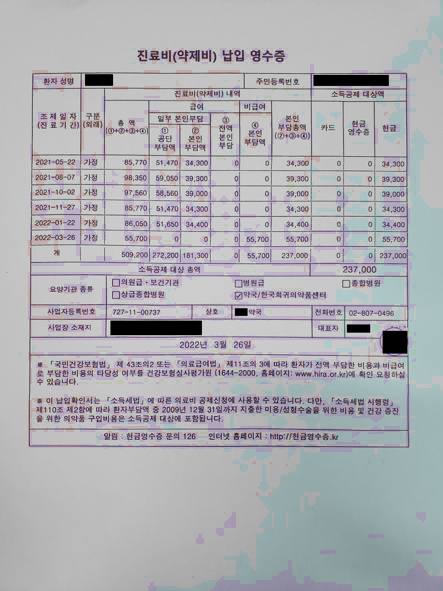 진료비(약제비) 납입 영수증
환자 성명 주민등록번호
진료비(약제비) 내역 소득공제 대상액
조제일자 (진료기간) 구분 (외래) 총 액 (①+②+③+④) 급여 비급여 본인 부담총액 (②+③+④) 카드 현금 영수증 현금
일부 본인부담 ③ 전액 본인 부담 ④ 본인 부담액
① 공단 부담액 ② 본인 부담액
2021-05-22 가정 85,770 51,470 34,300 0 0 34,300 0 0 34,300
2021-08-07 가정 98,350 59,050 39,300 0 0 39,300 0 0 39,300
2021-10-02 가정 97,560 58,560 39,000 0 0 39,000 0 0 39,000
2021-11-27 가정 85,770 51,470 34,300 0 0 34,300 0 0 34,300
2022-01-22 가정 86,050 51,650 34,400 0 0 34,400 0 0 34,400
2022-03-26 가정 55,700 0 0 0 55,700 55,700 0 0 55,700
계 509,200 272,200 181,300 0 55,700 237,000 0 0 237,000
소득공제 대상 총액 237,000
요양기관 종류 □의원급·보건기관 □병원급 □종합병원
□상급종합병원 ☑약국/한국희귀의약품센터
사업자등록번호 727-11-00737 상호 약국 전화번호 02-807-0496
사업장 소재지 대표자
2022년 3월 26일
※ 「국민건강보험법」 제 43조의2 또는 「의료급여법」 제11조의 3에 따라 환자가 전액 부담한 비용과 비급여
로 부담한 비용의 타당성 여부를 건강보험심사평가원 (1644-2000, 홈페이지: www.hira.or.kr)에 확인 요청하실
수 있습니다.
※ 이 납입확인서는 「소득세법」에 따른 의료비 공제신청에 사용할 수 있습니다. 다만, 「소득세법 시행령」
제110조 제2항에 따라 환자부담액 중 2009년 12월 31일까지 지출한 미용/성형수술을 위한 비용 및 건강 증진
을 위한 의약품 구입비용은 소득공제 대상에 포함됩니다.
알림 : 현금영수증 문의 126 인터넷 홈페이지 : http://현금영수증.kr